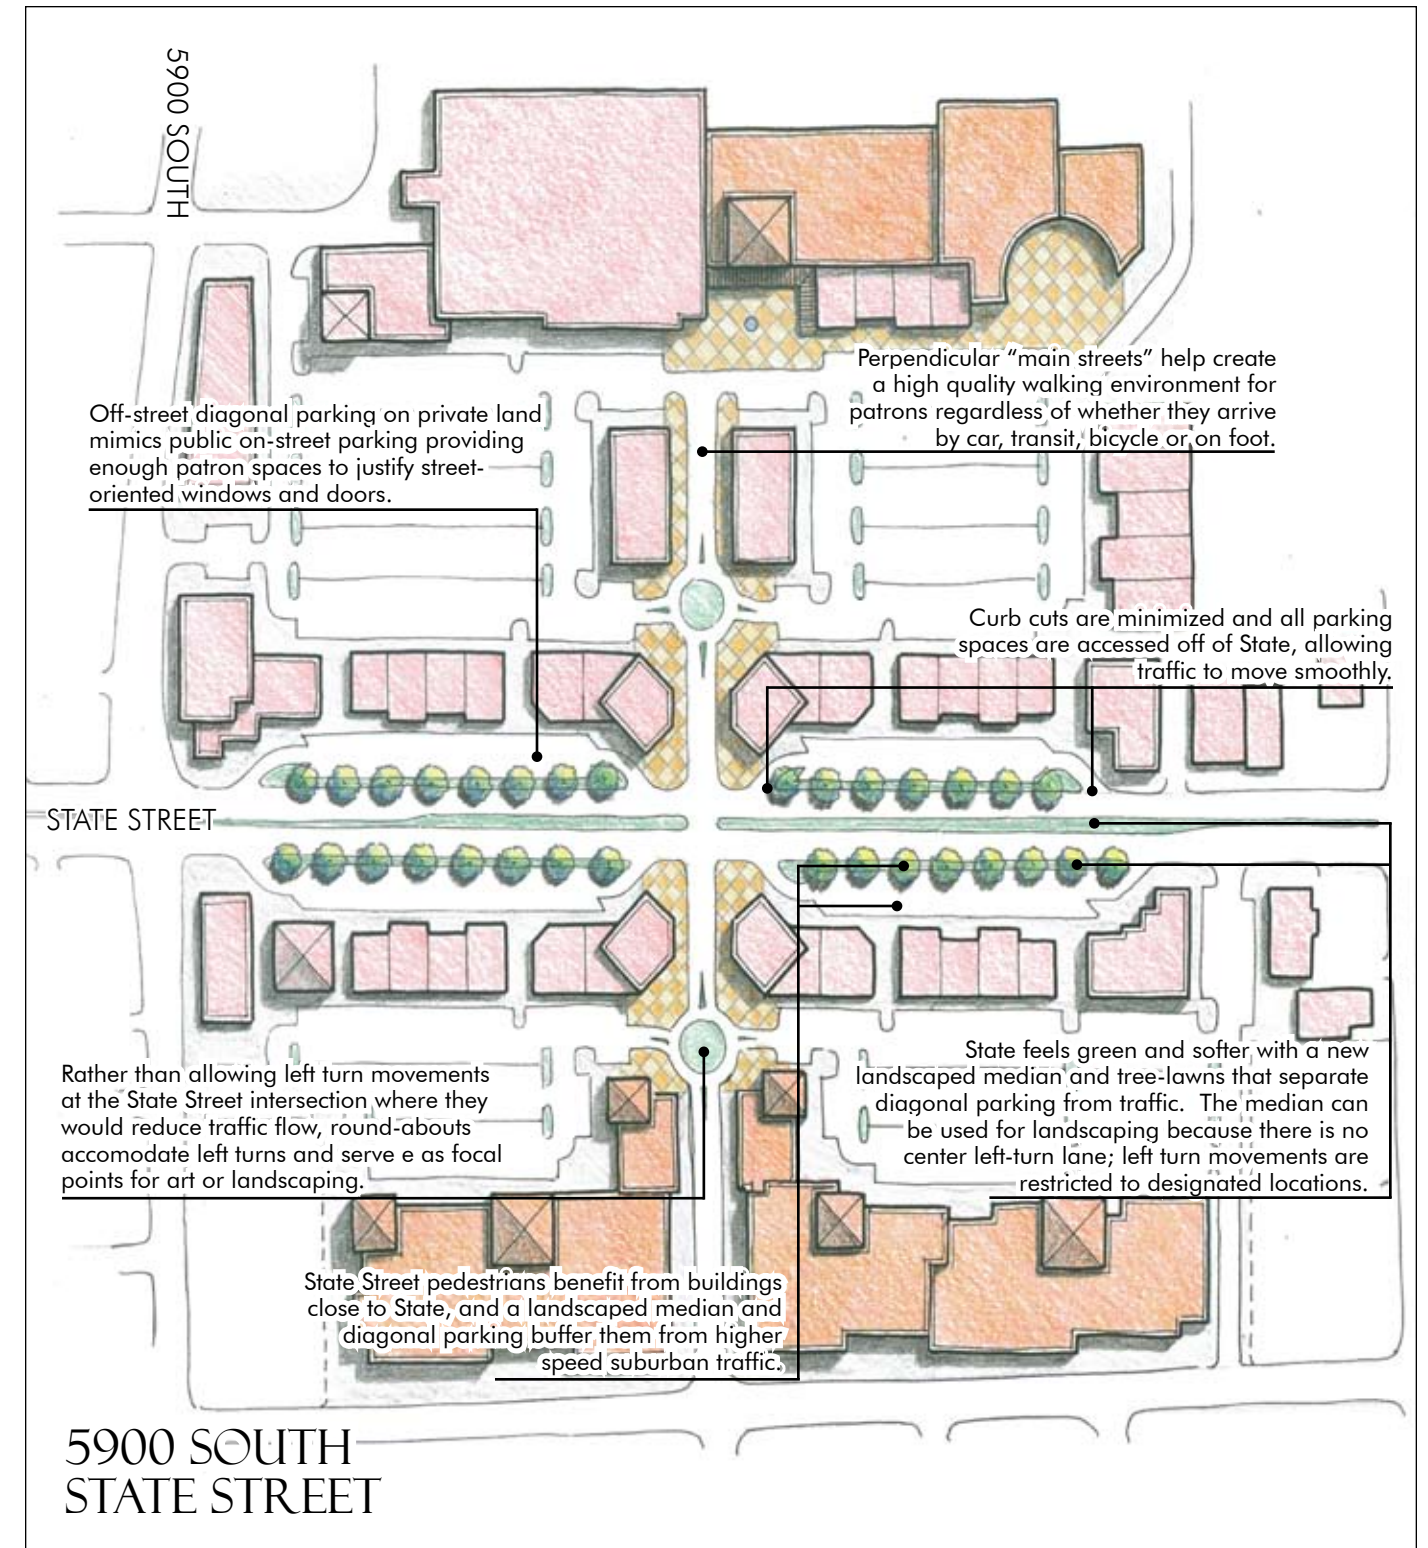 5900 SOUTH
Perpendicular “main streets” help create
a high quality walking environment for
patrons regardless of whether they arrive
by car, transit, bicycle or on foot.
Off-street diagonal parking on private land
mimics public on-street parking providing
enough patron spaces to justify street-
oriented windows and doors.
Curb cuts are minimized and all parking
spaces are accessed off of State, allowing
traffic to move smoothly.
STATE STREET
State feels green and softer with a new
landscaped median and tree-lawns that separate
diagonal parking from traffic. The median can
be used for landscaping because there is no
center left-turn lane; left turn movements are
restricted to designated locations.
Rather than allowing left turn movements
at the State Street intersection where they
would reduce traffic flow, round-abouts
accomodate left turns and serve e as focal
points for art or landscaping.
State Street pedestrians benefit from buildings
close to State, and a landscaped median and
diagonal parking buffer them from higher
speed suburban traffic.
5900 SOUTH
STATE STREET